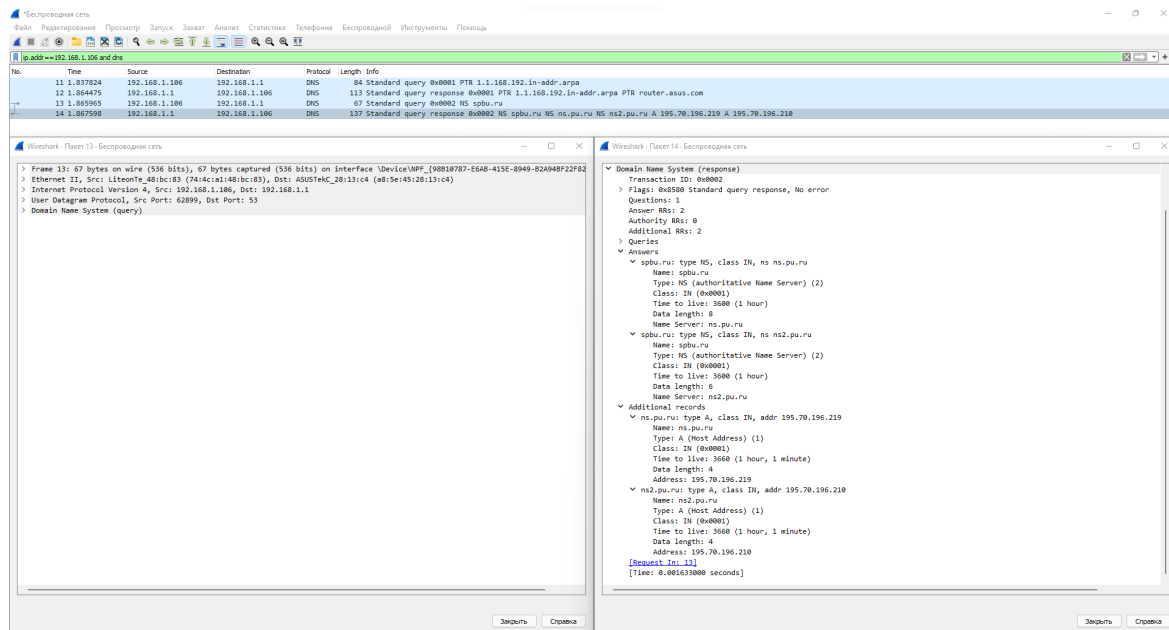 *Беспроводная сеть
Файл Редактирование Просмотр Запуск Захват Анализ Статистика Телефония Беспроводной Инструменты Помощь
ip.addr==192.168.1.106 and dns
No. Time Source Destination Protocol Length Info
11 1.837824 192.168.1.106 192.168.1.1 DNS 84 Standard query 0x0001 PTR 1.1.168.192.in-addr.arpa
12 1.864475 192.168.1.1 192.168.1.106 DNS 113 Standard query response 0x0001 PTR 1.1.168.192.in-addr.arpa PTR router.asus.com
13 1.865965 192.168.1.106 192.168.1.1 DNS 67 Standard query 0x0002 NS spbu.ru
14 1.867598 192.168.1.1 192.168.1.106 DNS 137 Standard query response 0x0002 NS spbu.ru NS ns.pu.ru NS ns2.pu.ru A 195.70.196.219 A 195.70.196.210
Wireshark · Пакет 13 · Беспроводная сеть
Frame 13: 67 bytes on wire (536 bits), 67 bytes captured (536 bits) on interface \Device\NPF_{98B10787-E6AB-415E-8949-B2A94BF22F82
Ethernet II, Src: LiteonTe_48:bc:83 (74:4c:a1:48:bc:83), Dst: ASUSTekC_28:13:c4 (a8:5e:45:28:13:c4)
Internet Protocol Version 4, Src: 192.168.1.106, Dst: 192.168.1.1
User Datagram Protocol, Src Port: 62899, Dst Port: 53
Domain Name System (query)
Закрыть Справка
Wireshark · Пакет 14 · Беспроводная сеть
Domain Name System (response)
Transaction ID: 0x0002
Flags: 0x8580 Standard query response, No error
Questions: 1
Answer RRs: 2
Authority RRs: 0
Additional RRs: 2
Queries
Answers
spbu.ru: type NS, class IN, ns ns.pu.ru
Name: spbu.ru
Type: NS (authoritative Name Server) (2)
Class: IN (0x0001)
Time to live: 3600 (1 hour)
Data length: 8
Name Server: ns.pu.ru
spbu.ru: type NS, class IN, ns ns2.pu.ru
Name: spbu.ru
Type: NS (authoritative Name Server) (2)
Class: IN (0x0001)
Time to live: 3600 (1 hour)
Data length: 6
Name Server: ns2.pu.ru
Additional records
ns.pu.ru: type A, class IN, addr 195.70.196.219
Name: ns.pu.ru
Type: A (Host Address) (1)
Class: IN (0x0001)
Time to live: 3660 (1 hour, 1 minute)
Data length: 4
Address: 195.70.196.219
ns2.pu.ru: type A, class IN, addr 195.70.196.210
Name: ns2.pu.ru
Type: A (Host Address) (1)
Class: IN (0x0001)
Time to live: 3660 (1 hour, 1 minute)
Data length: 4
Address: 195.70.196.210
[Request In: 13]
[Time: 0.001633000 seconds]
Закрыть Справка